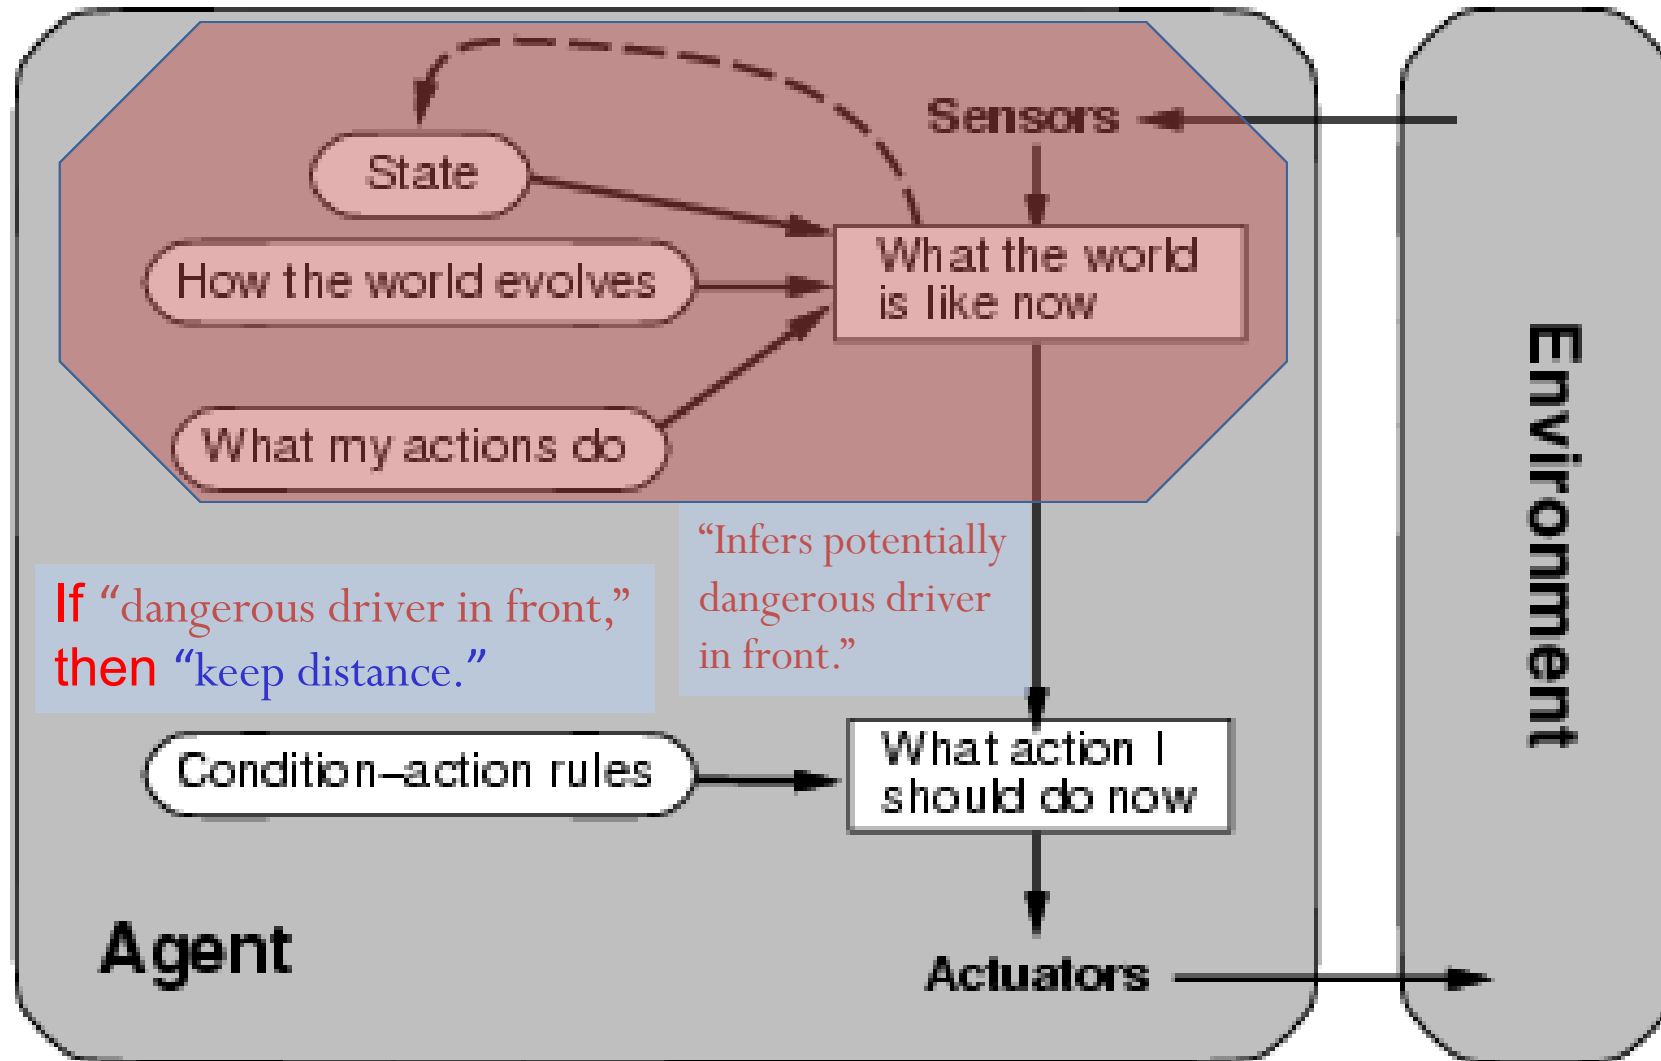 Sensors
State
What the world
is like now
How the world evolves
What my actions do
“Infers potentially
dangerous driver
in front.”
If “dangerous driver in front,”
then “keep distance.”
Condition–action rules
What action I
should do now
Agent
Actuators
Environment